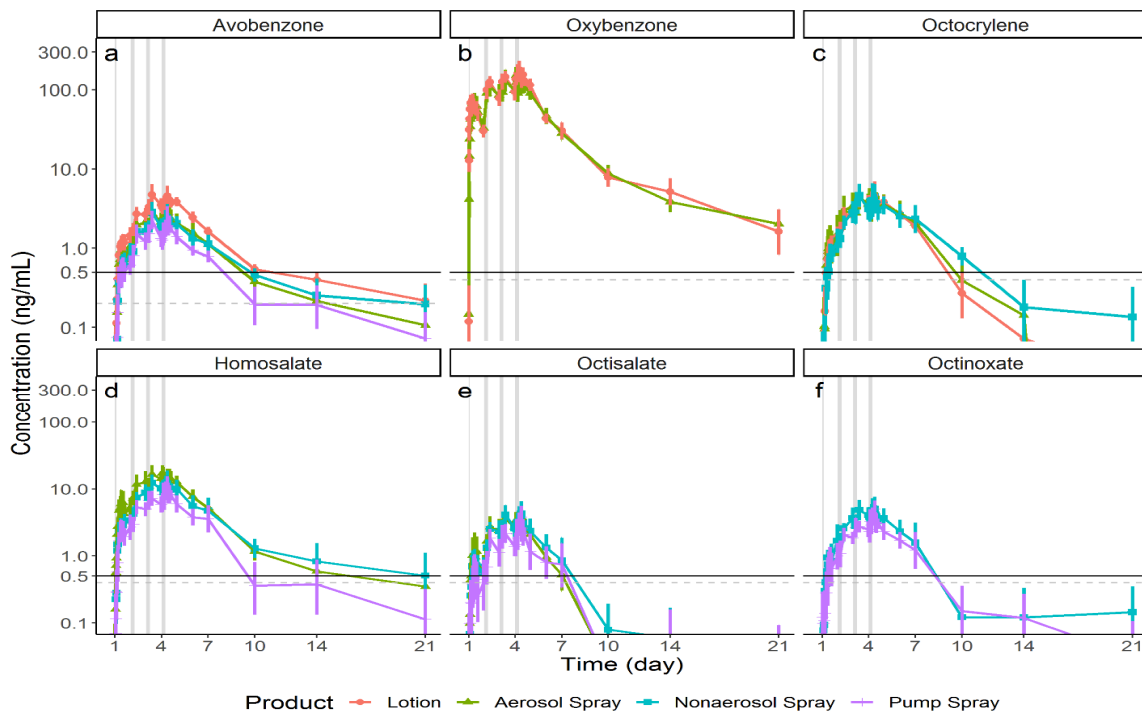 Avobenzone Oxybenzone Octocrylene
a b c
300.0
100.0
10.0
1.0
0.5
0.1
Homosalate Octisalate Octinoxate
d e f
300.0
100.0
10.0
1.0
0.5
0.1
Concentration (ng/mL)
1 4 7 10 14 21 1 4 7 10 14 21 1 4 7 10 14 21
Time (day)
Product Lotion Aerosol Spray Nonaerosol Spray Pump Spray